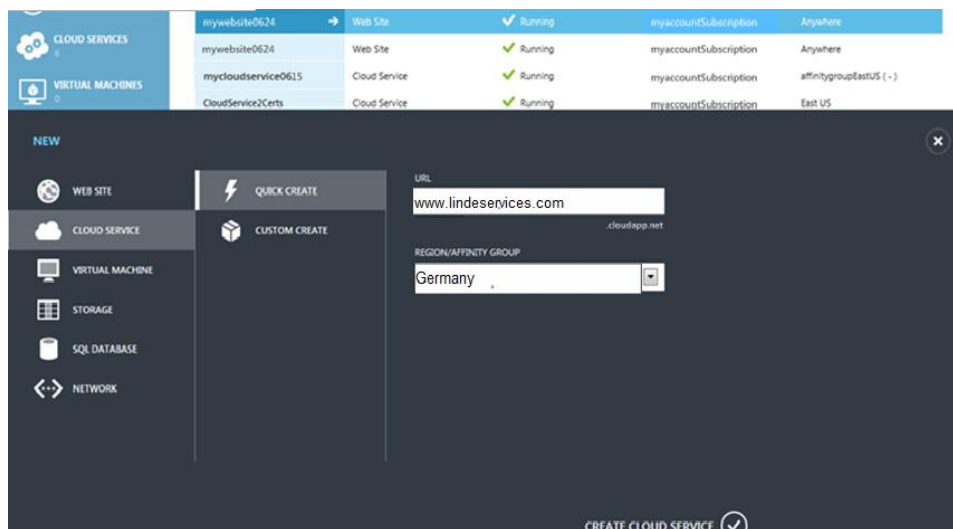 mywebsite0624 Web Site Running myaccountSubscription Anywhere
CLOUD SERVICES
6
mywebsite0624 Web Site Running myaccountSubscription Anywhere
mycloudservice0615 Cloud Service Running myaccountSubscription affinitygroupEastUS ( - )
VIRTUAL MACHINES
0
CloudService2Certs Cloud Service Running myaccountSubscription East US
NEW
WEB SITE
CLOUD SERVICE
VIRTUAL MACHINE
STORAGE
SQL DATABASE
NETWORK
QUICK CREATE
CUSTOM CREATE
URL
www.lindeservices.com
.cloudapp.net
REGION/AFFINITY GROUP
Germany
CREATE CLOUD SERVICE